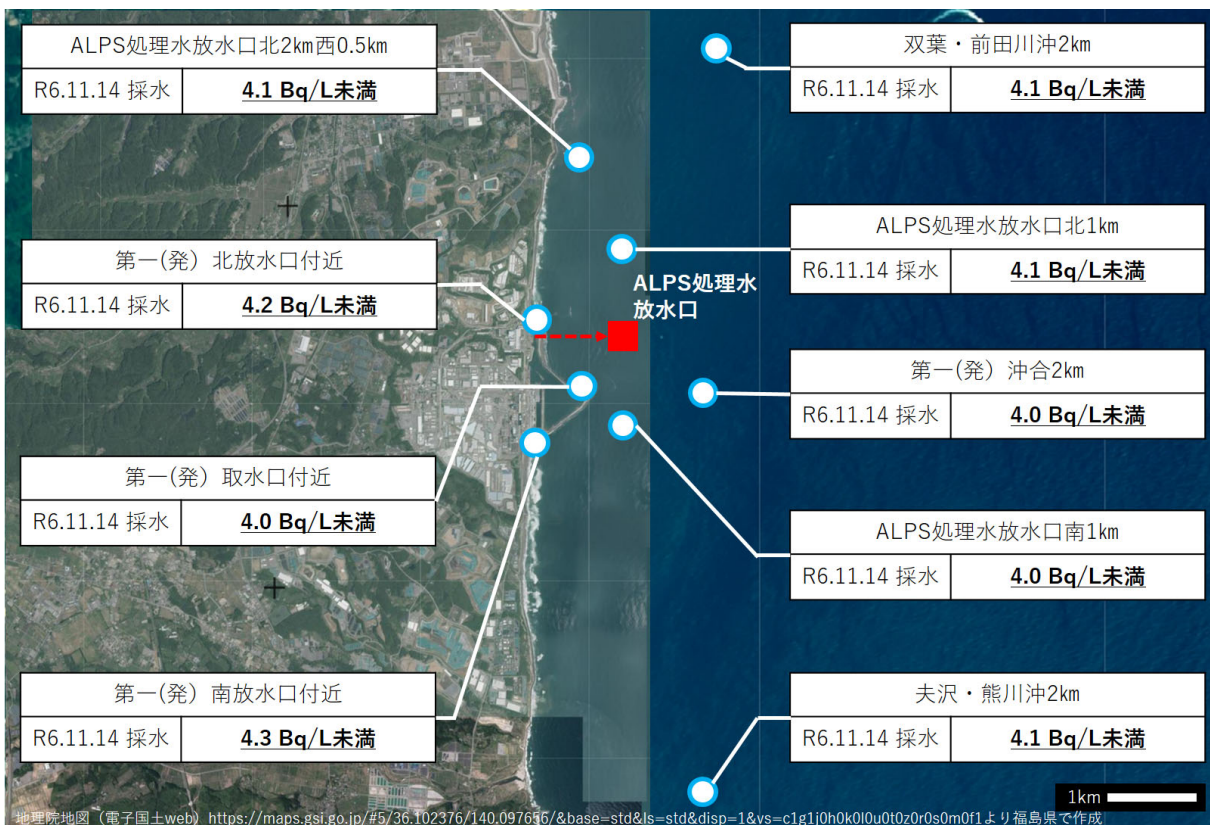 ALPS処理水放水口北2km西0.5km
R6.11.14 採水 4.1 Bq/L未満
双葉・前田川沖2km
R6.11.14 採水 4.1 Bq/L未満
第一(発) 北放水口付近
R6.11.14 採水 4.2 Bq/L未満
ALPS処理水放水口北1km
R6.11.14 採水 4.1 Bq/L未満
ALPS処理水
放水口
第一(発) 沖合2km
R6.11.14 採水 4.0 Bq/L未満
第一(発) 取水口付近
R6.11.14 採水 4.0 Bq/L未満
ALPS処理水放水口南1km
R6.11.14 採水 4.0 Bq/L未満
第一(発) 南放水口付近
R6.11.14 採水 4.3 Bq/L未満
夫沢・熊川沖2km
R6.11.14 採水 4.1 Bq/L未満
1km
地理院地図（電子国土web）https://maps.gsi.go.jp/#5/36.102376/140.097656/&base=std&ls=std&disp=1&vs=c1g1j0h0k0l0u0t0z0r0s0m0f1より福島県で作成